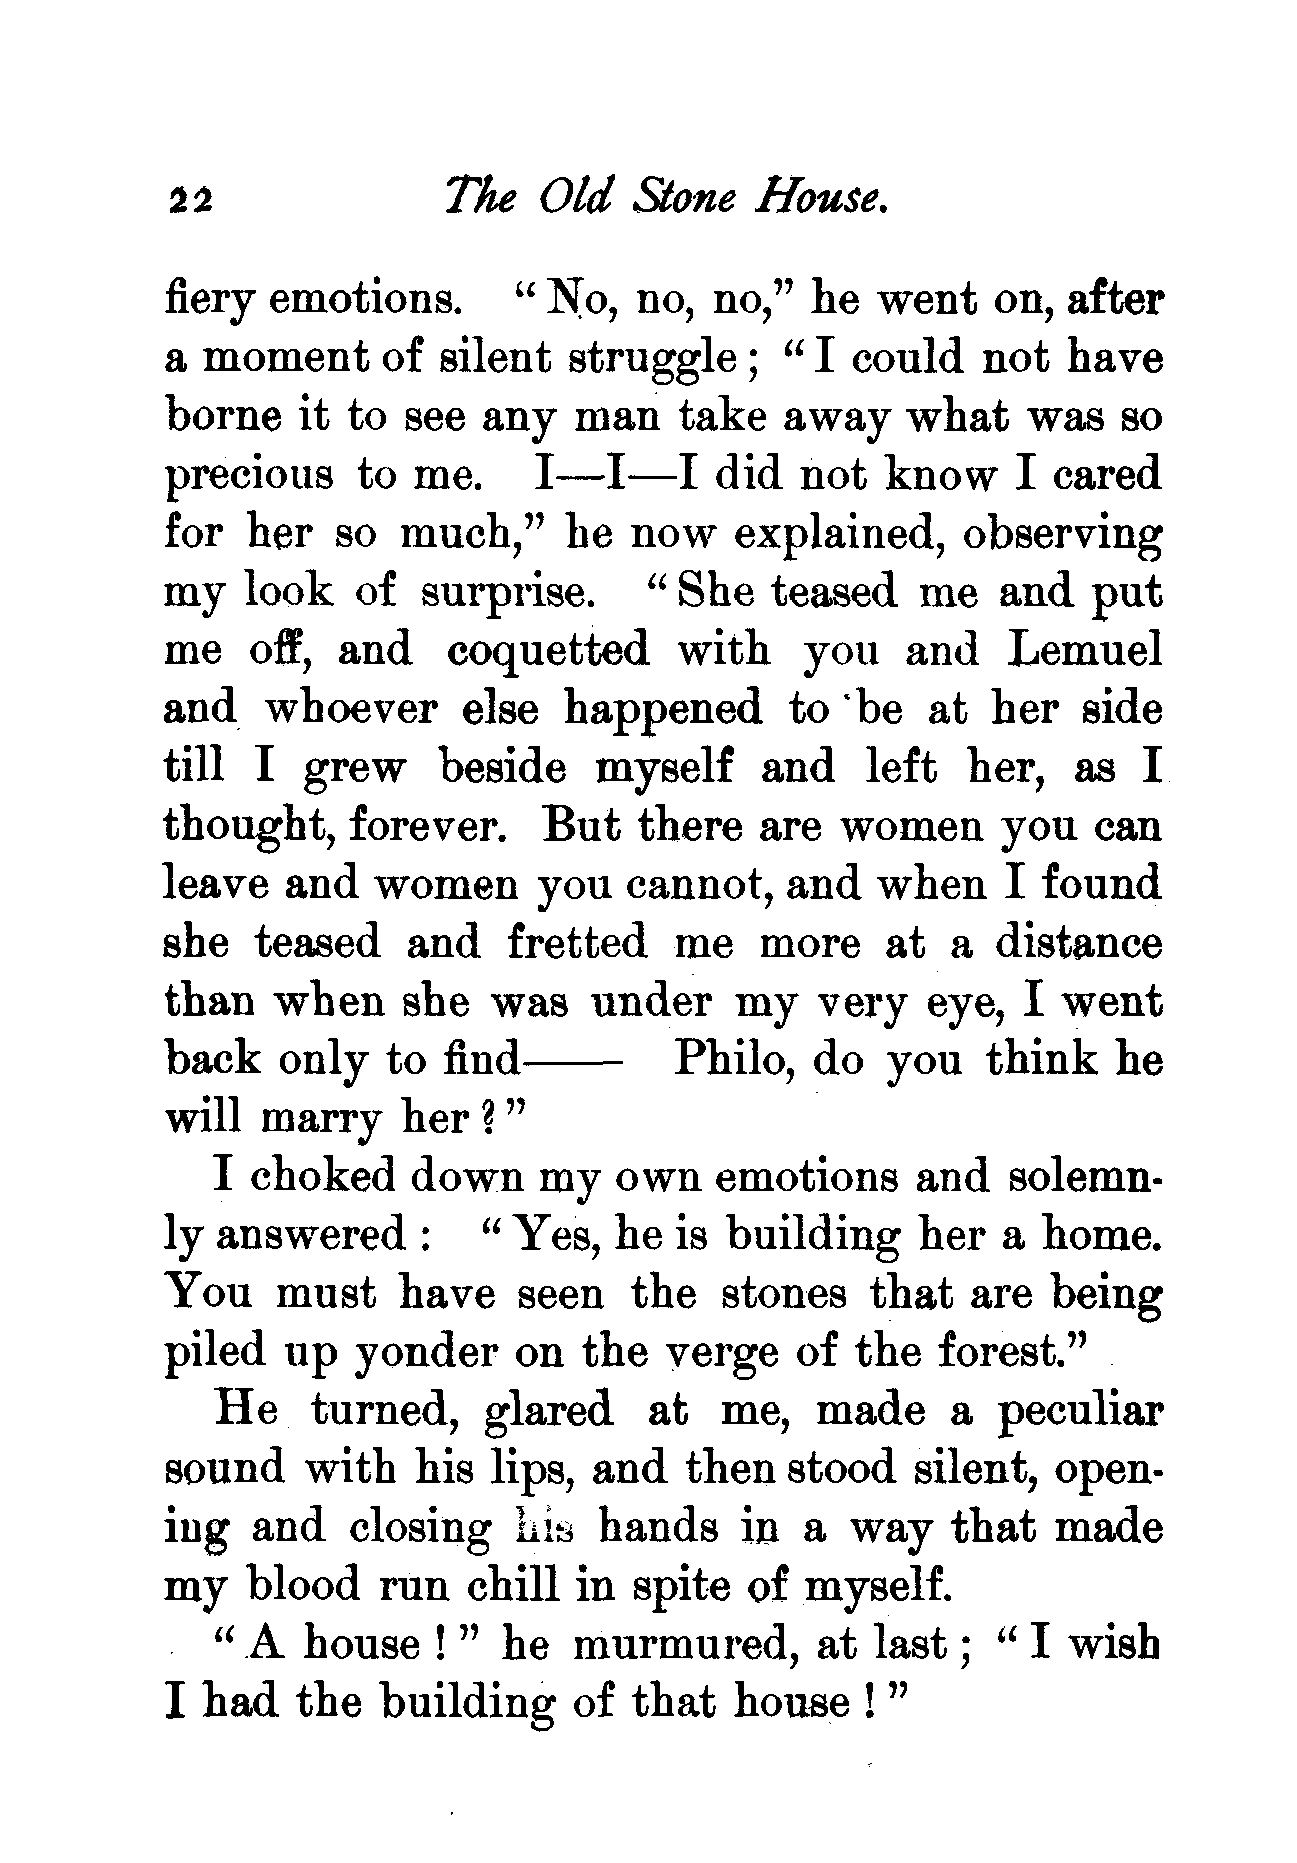 22 The Old Stone House.
fiery emotions. “No, no, no,” he went on, after
a moment of silent struggle; “I could not have
borne it to see any man take away what was so
precious to me. I—I—I did not know I cared
for her so much,” he now explained, observing
my look of surprise. “She teased me and put
me off, and coquetted with you and Lemuel
and whoever else happened to be at her side
till I grew beside myself and left her, as I
thought, forever. But there are women you can
leave and women you cannot, and when I found
she teased and fretted me more at a distance
than when she was under my very eye, I went
back only to find—— Philo, do you think he
will marry her?”
I choked down my own emotions and solemn-
ly answered: “Yes, he is building her a home.
You must have seen the stones that are being
piled up yonder on the verge of the forest.”
He turned, glared at me, made a peculiar
sound with his lips, and then stood silent, open-
ing and closing his hands in a way that made
my blood run chill in spite of myself.
“A house!” he murmured, at last; “I wish
I had the building of that house!”